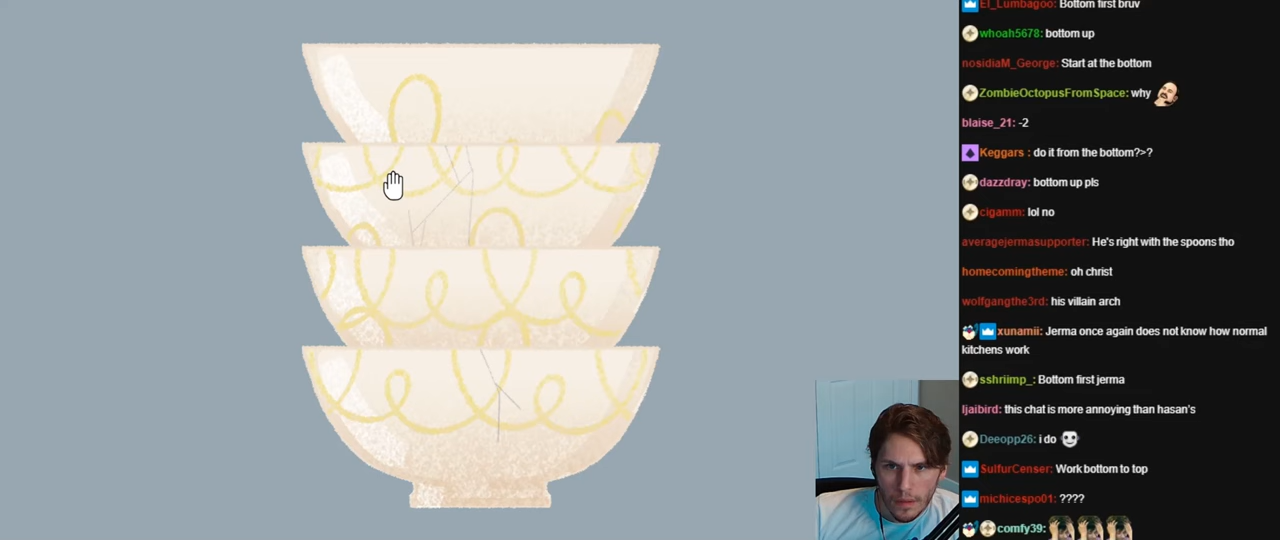 El_Lumbagoo: Bottom first bruv
whoah5678: bottom up
nosidiaM_George: Start at the bottom
ZombieOctopusFromSpace: why
blaise_21: -2
Keggars : do it from the bottom?>?
dazzdray: bottom up pls
cigamm: lol no
averagejermasupporter: He's right with the spoons tho
homecomingtheme: oh christ
wolfgangthe3rd: his villain arch
xunamii: Jerma once again does not know how normal
kitchens work
sshriimp_: Bottom first jerma
ljaibird: this chat is more annoying than hasan's
Deeopp26: i do
SulfurCenser: Work bottom to top
michicespo01: ????
comfy39: